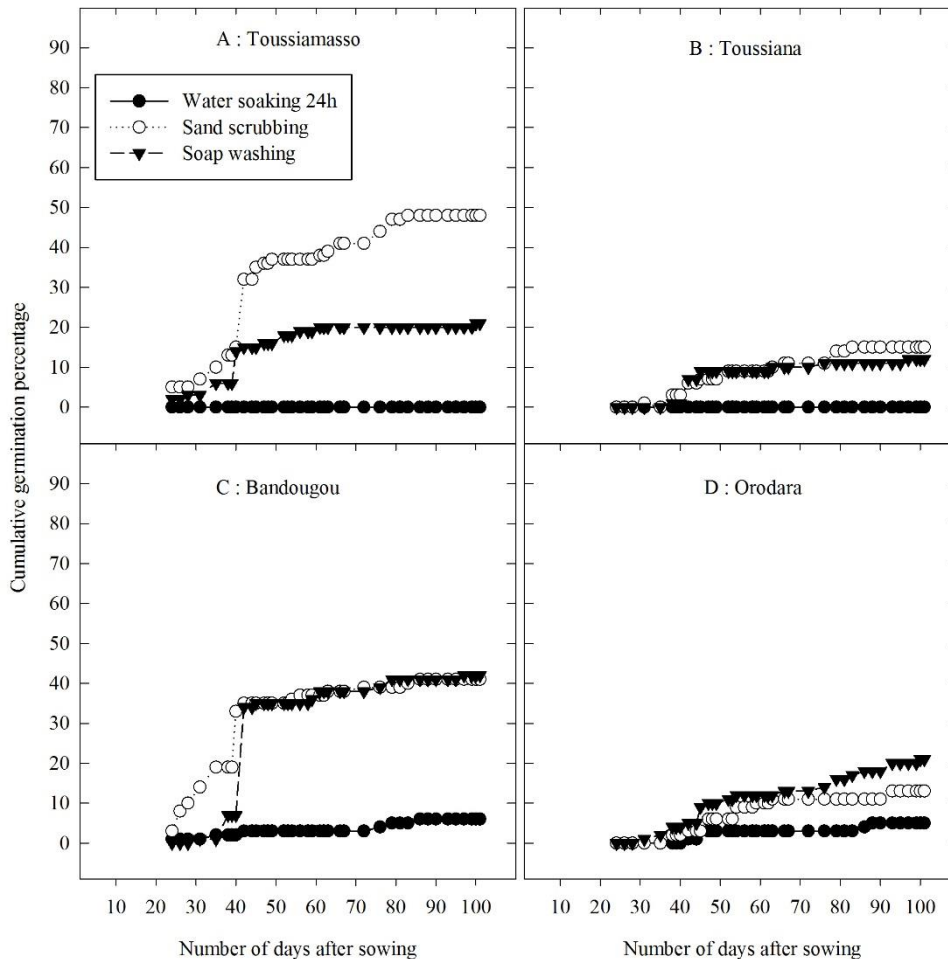 A : Toussiamasso
B : Toussiana
Water soaking 24h
Sand scrubbing
Soap washing
90
80
70
60
50
40
30
20
10
0
C : Bandougou
D : Orodara
90
80
70
60
50
40
30
20
10
0
10 20 30 40 50 60 70 80 90 100
10 20 30 40 50 60 70 80 90 100
Number of days after sowing
Number of days after sowing
Cumulative germination percentage